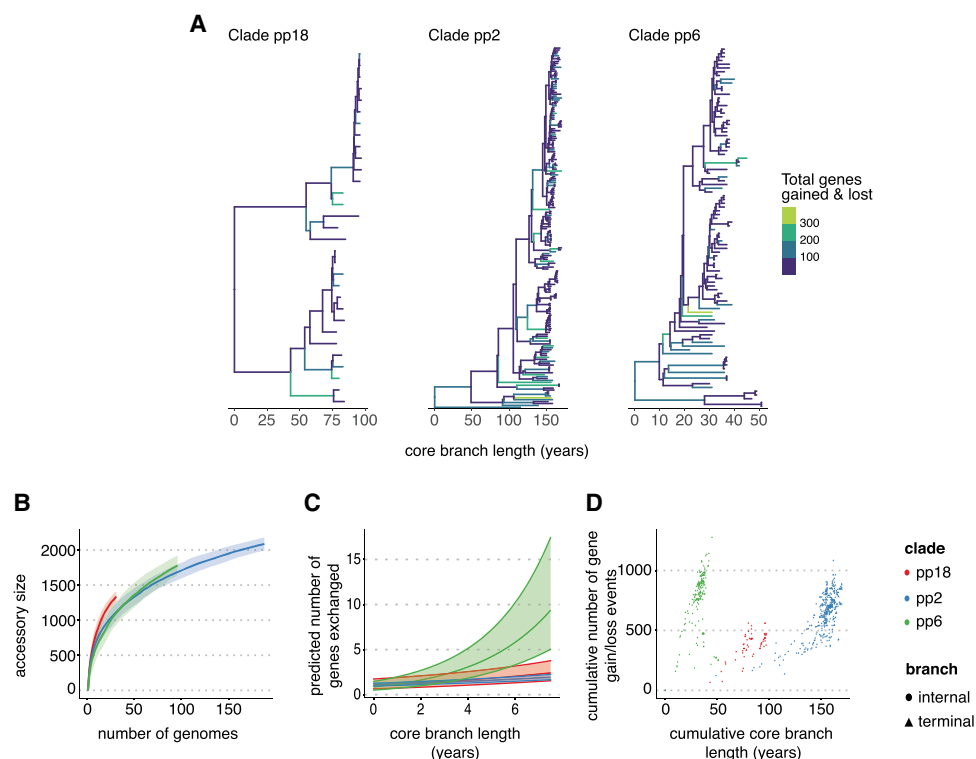 A
Clade pp18
Clade pp2
Clade pp6
Total genes
gained & lost
300
200
100
0 25 50 75 100
0 50 100 150
0 10 20 30 40 50
core branch length (years)
B
2000
1500
1000
500
0
accessory size
0 50 100 150
number of genomes
C
15
10
5
0
predicted number of
genes exchanged
0 2 4 6
core branch length
(years)
D
1000
500
0
cumulative number of gene
gain/loss events
0 50 100 150
cumulative core branch
length (years)
clade
pp18
pp2
pp6
branch
internal
terminal